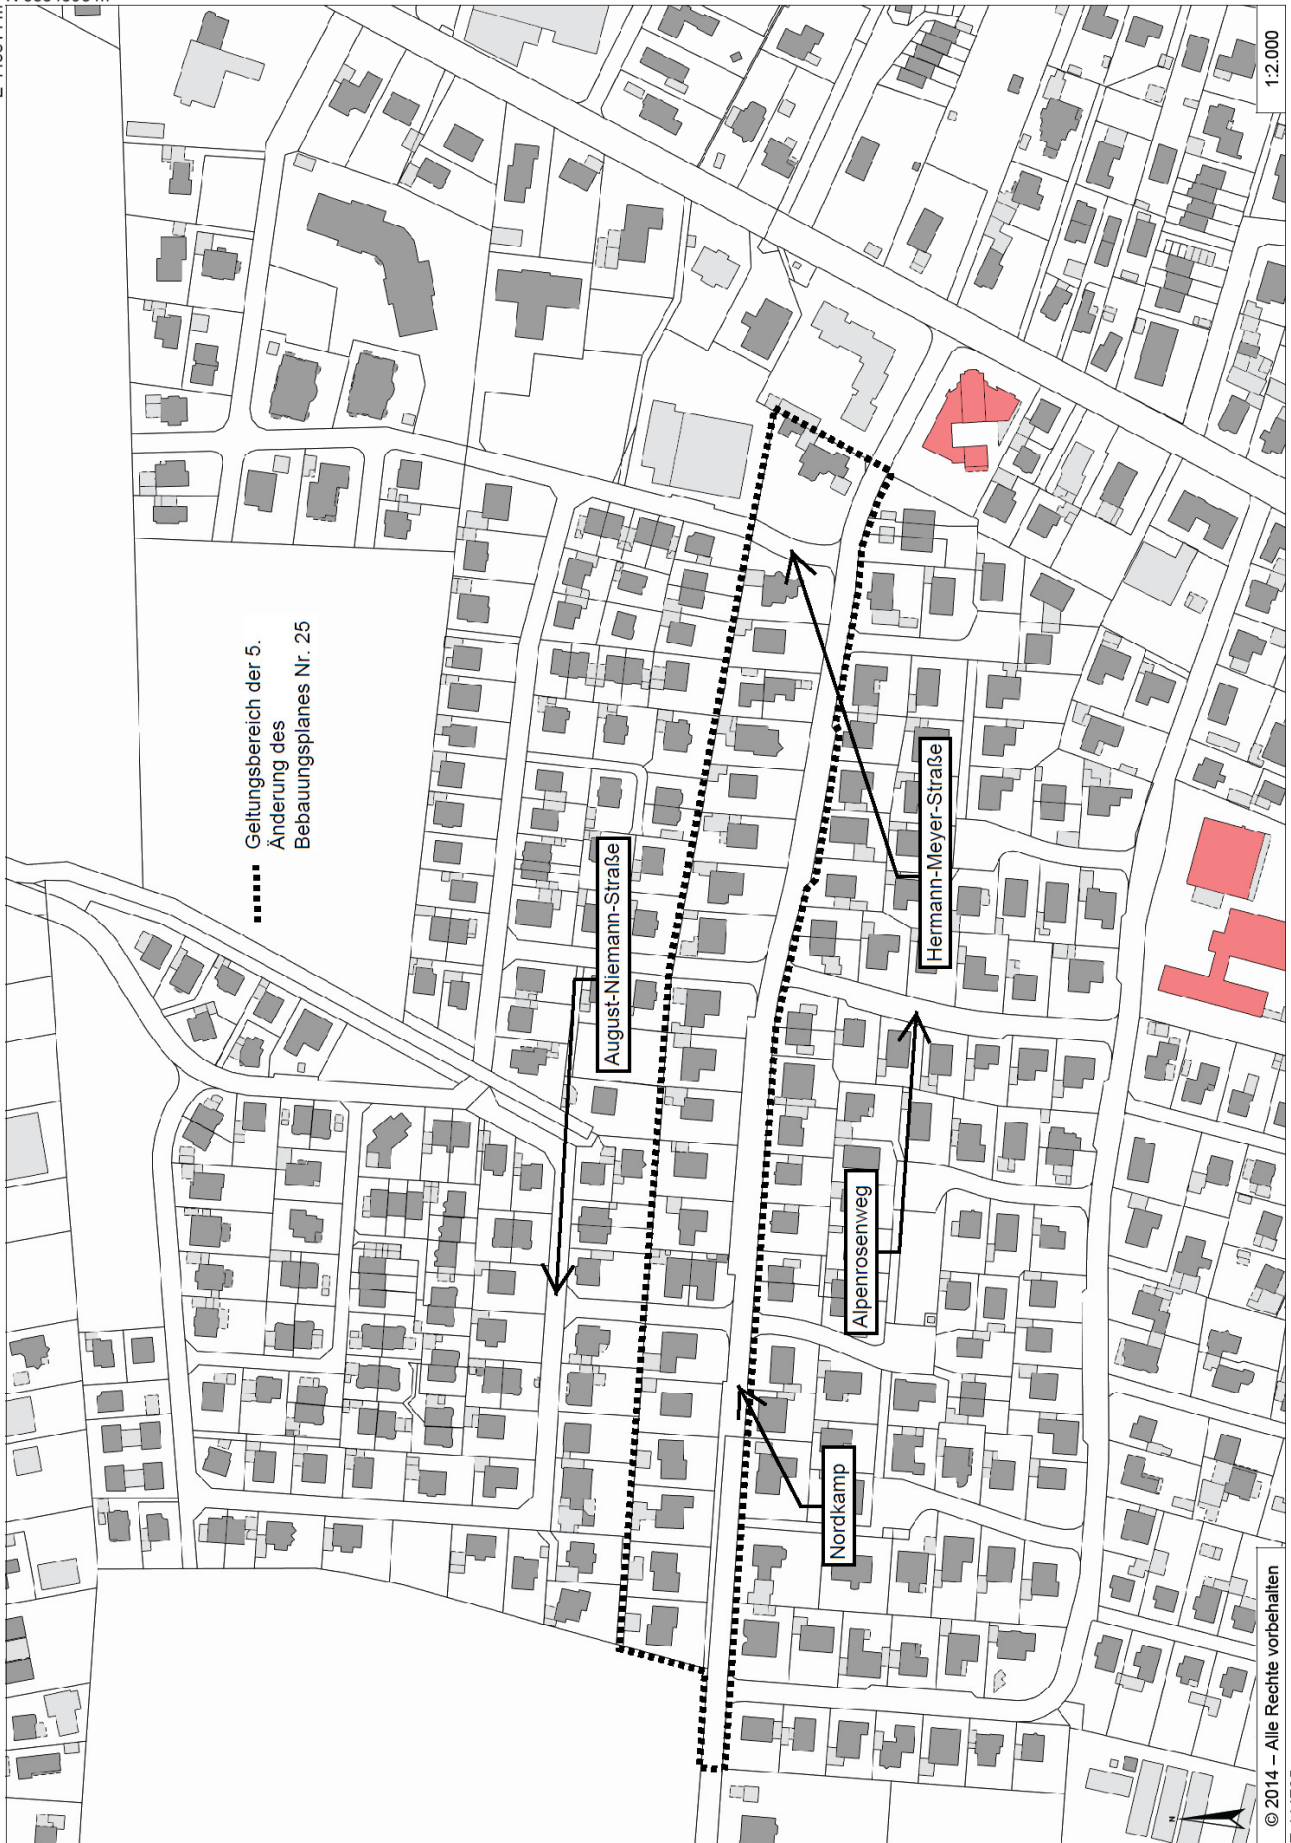 Geltungsbereich der 5.
Änderung des
Bebauungsplanes Nr. 25
August-Niemann-Straße
Hermann-Meyer-Straße
Alpenrosenweg
Nordkamp
N
© 2014 – Alle Rechte vorbehalten
1:2.000